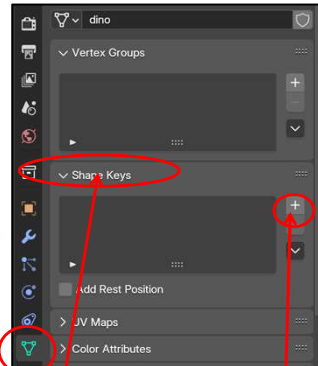 dino
Vertex Groups
Shape Keys
Add Rest Position
UV Maps
Color Attributes